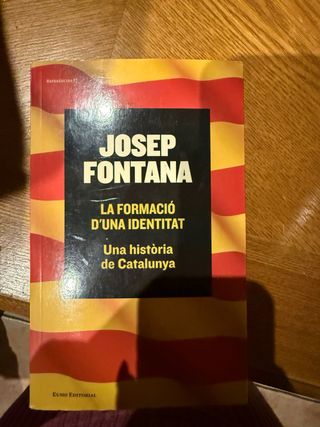 JOSEP
FONTANA
LA FORMACIÓ
D'UNA IDENTITAT
Una història
de Catalunya
EUMO EDITORIAL